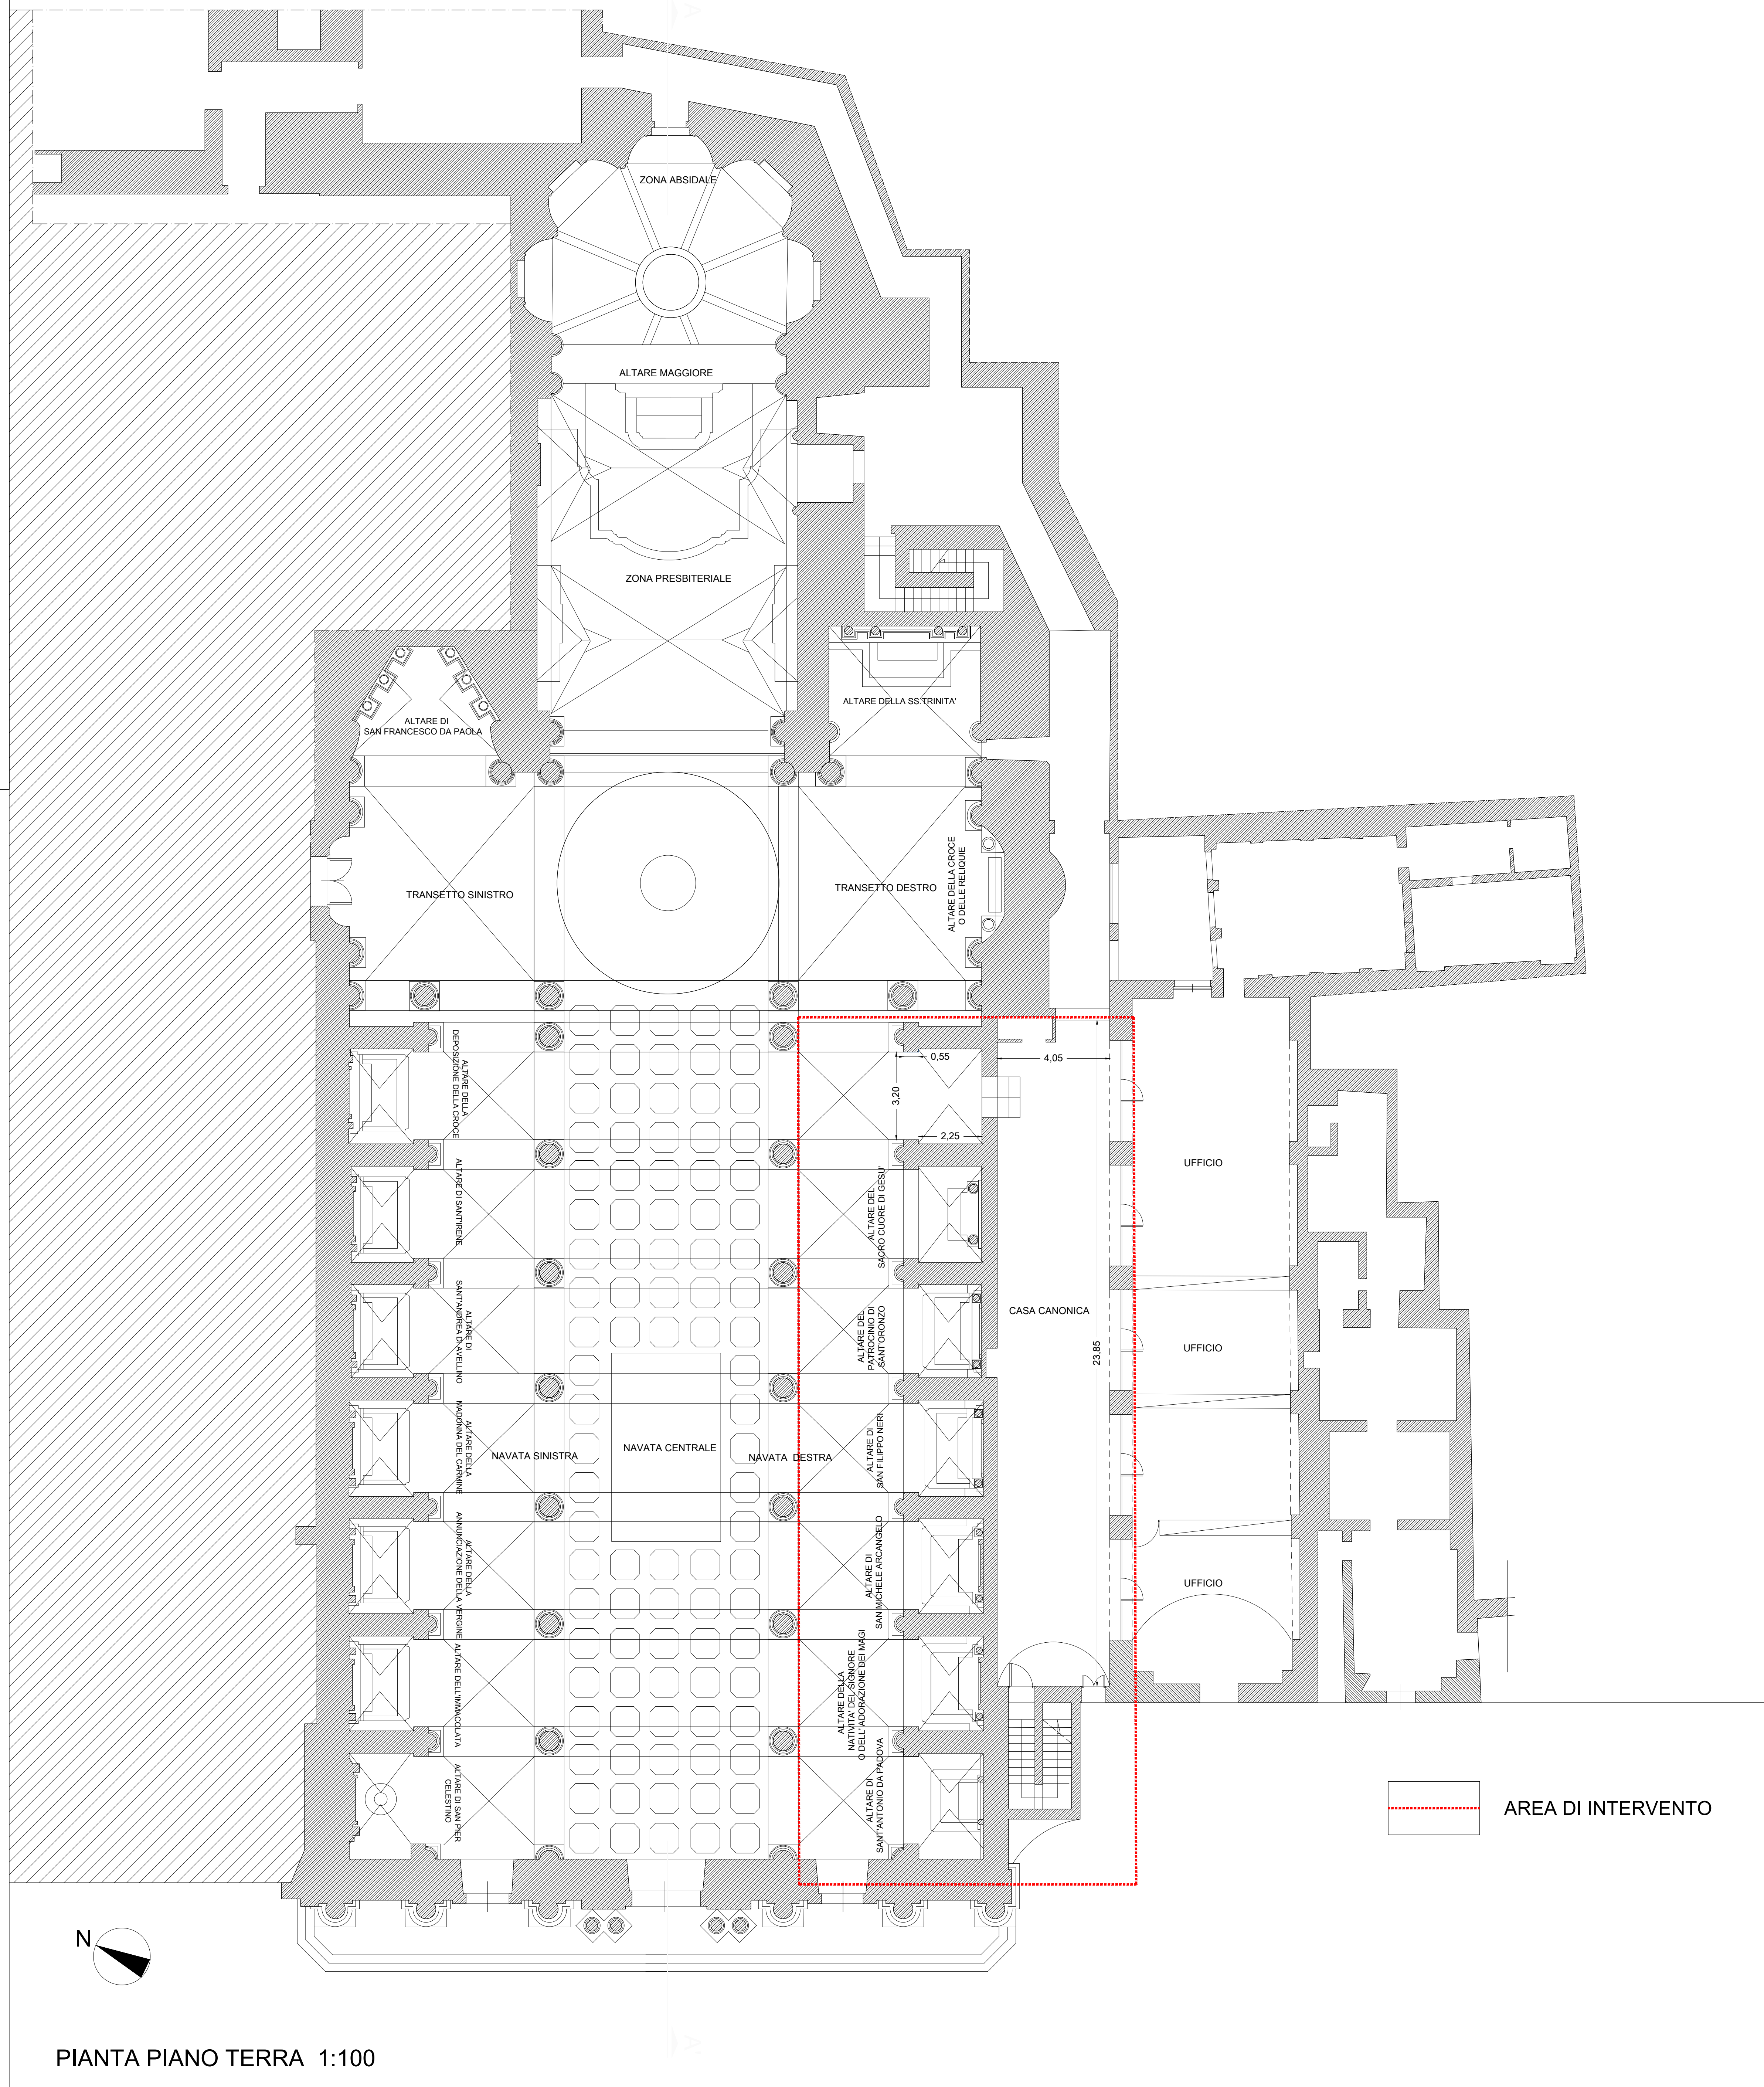 ZONA ABSIDALE
ALTARE MAGGIORE
ZONA PRESBITERIALE
ALTARE DELLA SS.TRINITA'
ALTARE DI
SAN FRANCESCO DA PAOLA
TRANSETTO SINISTRO
TRANSETTO DESTRO
ALTARE DELLA CROCE
O DELLE RELIQUIE
ALTARE DELLA
DEPOSIZIONE DELLA CROCE
0,55
4,05
3,20
2,25
ALTARE DI SANT'IRENE
ALTARE DEL
SACRO CUORE DI GESU'
UFFICIO
ALTARE DI
SANT'ANDREA DI AVELLINO
ALTARE DEL
PATROCINIO DI
SANT'ORONZO
CASA CANONICA
23,85
UFFICIO
ALTARE DELLA
MADONNA DEL CARMINE
NAVATA SINISTRA
NAVATA CENTRALE
NAVATA DESTRA
ALTARE DI
SAN FILIPPO NERI
ALTARE DELLA
ANNUNCIAZIONE DELLA VERGINE
ALTARE DI
SAN MICHELE ARCANGELO
UFFICIO
ALTARE DELL'IMMACOLATA
ALTARE DELLA
NATIVITA' DEL SIGNORE
O DELL' ADORAZIONE DEI MAGI
ALTARE DI SAN PIER
CELESTINO
ALTARE DI
SANT'ANTONIO DA PADOVA
AREA DI INTERVENTO
N
PIANTA PIANO TERRA 1:100